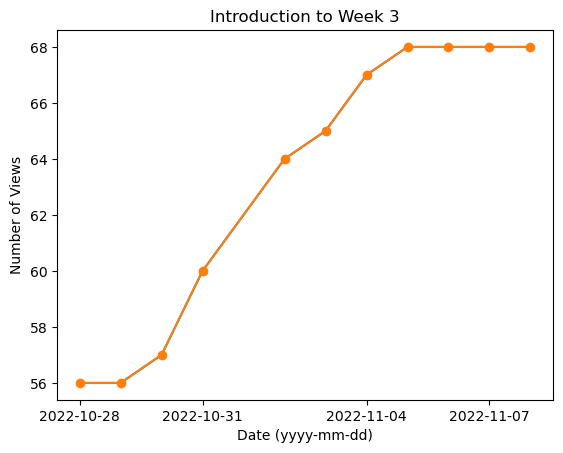 Introduction to Week 3
Number of Views
68
66
64
62
60
58
56
2022-10-28 2022-10-31 2022-11-04 2022-11-07
Date (yyyy-mm-dd)